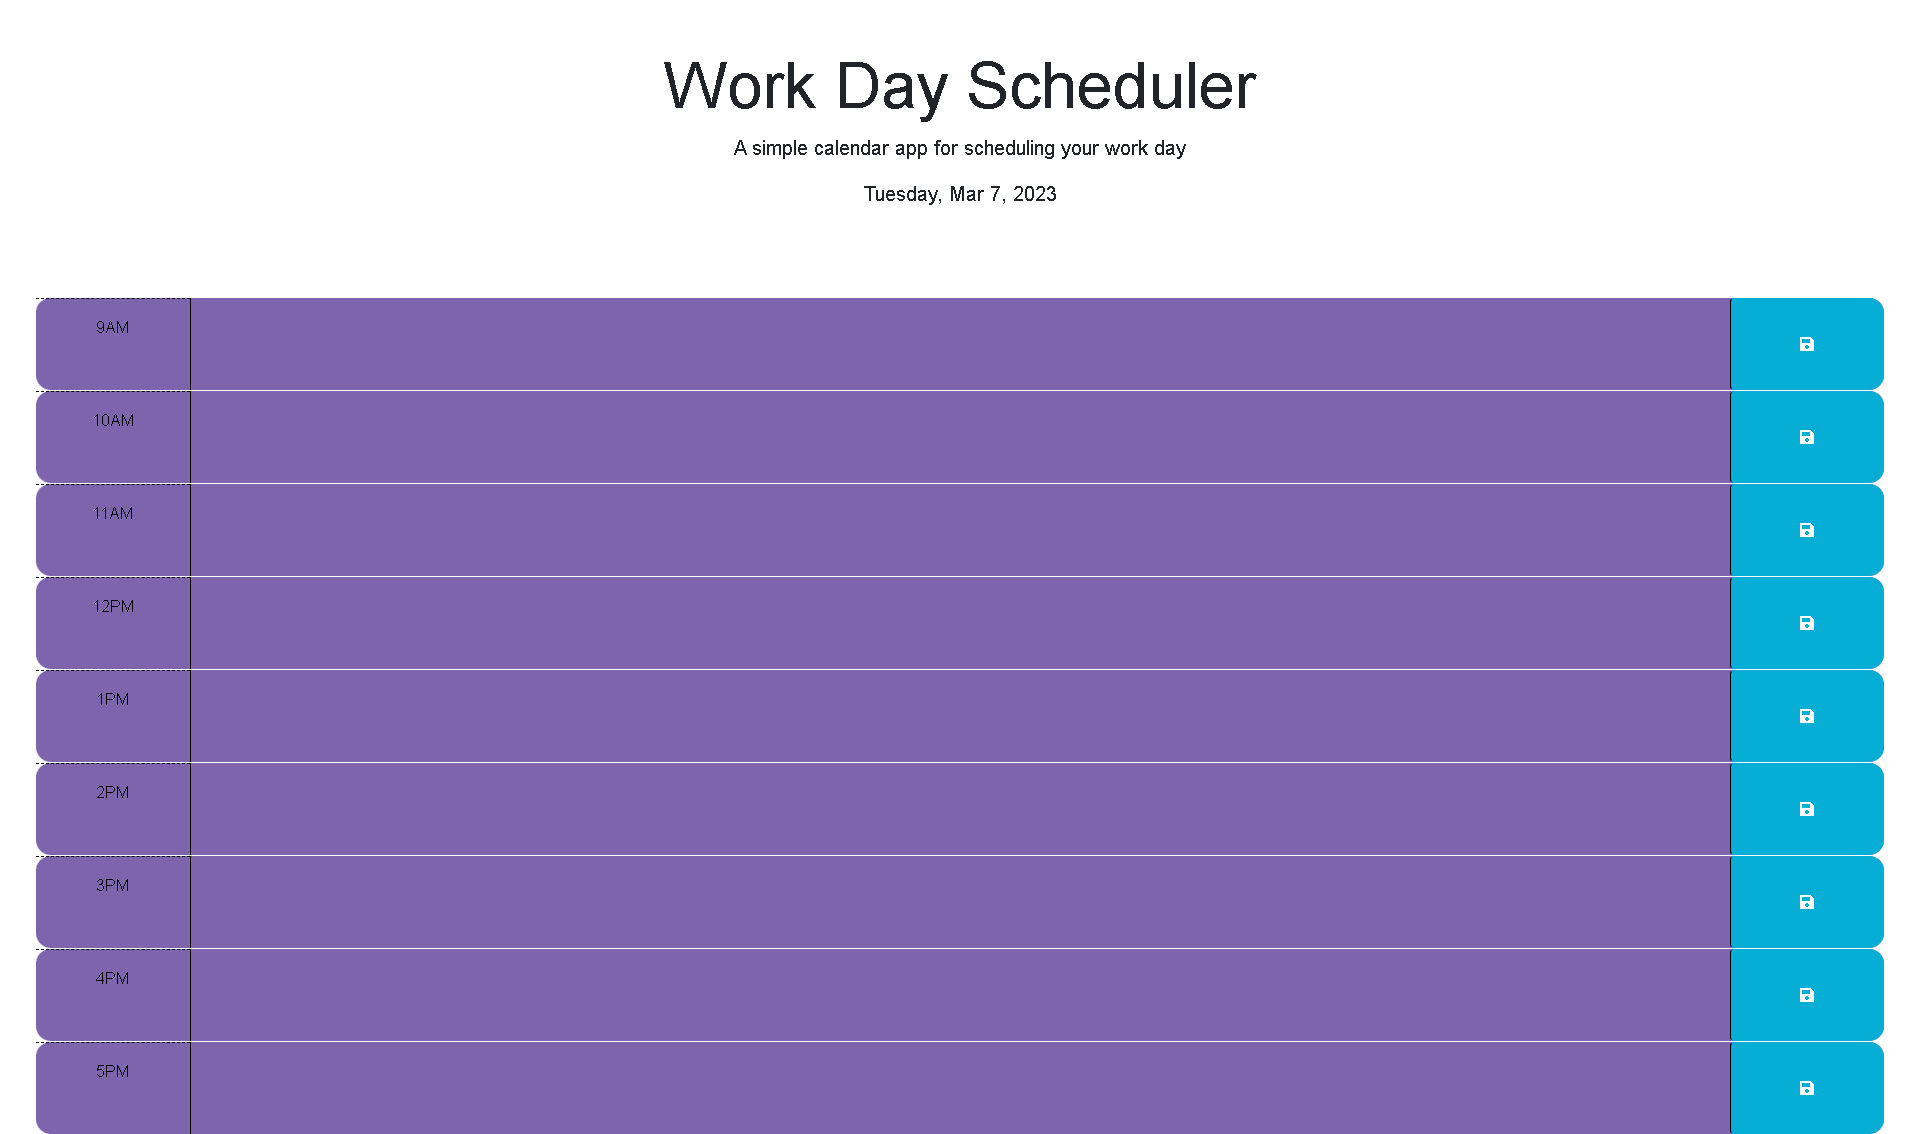 Work Day Scheduler
A simple calendar app for scheduling your work day
Tuesday, Mar 7, 2023
9AM
10AM
11AM
12PM
1PM
2PM
3PM
4PM
5PM